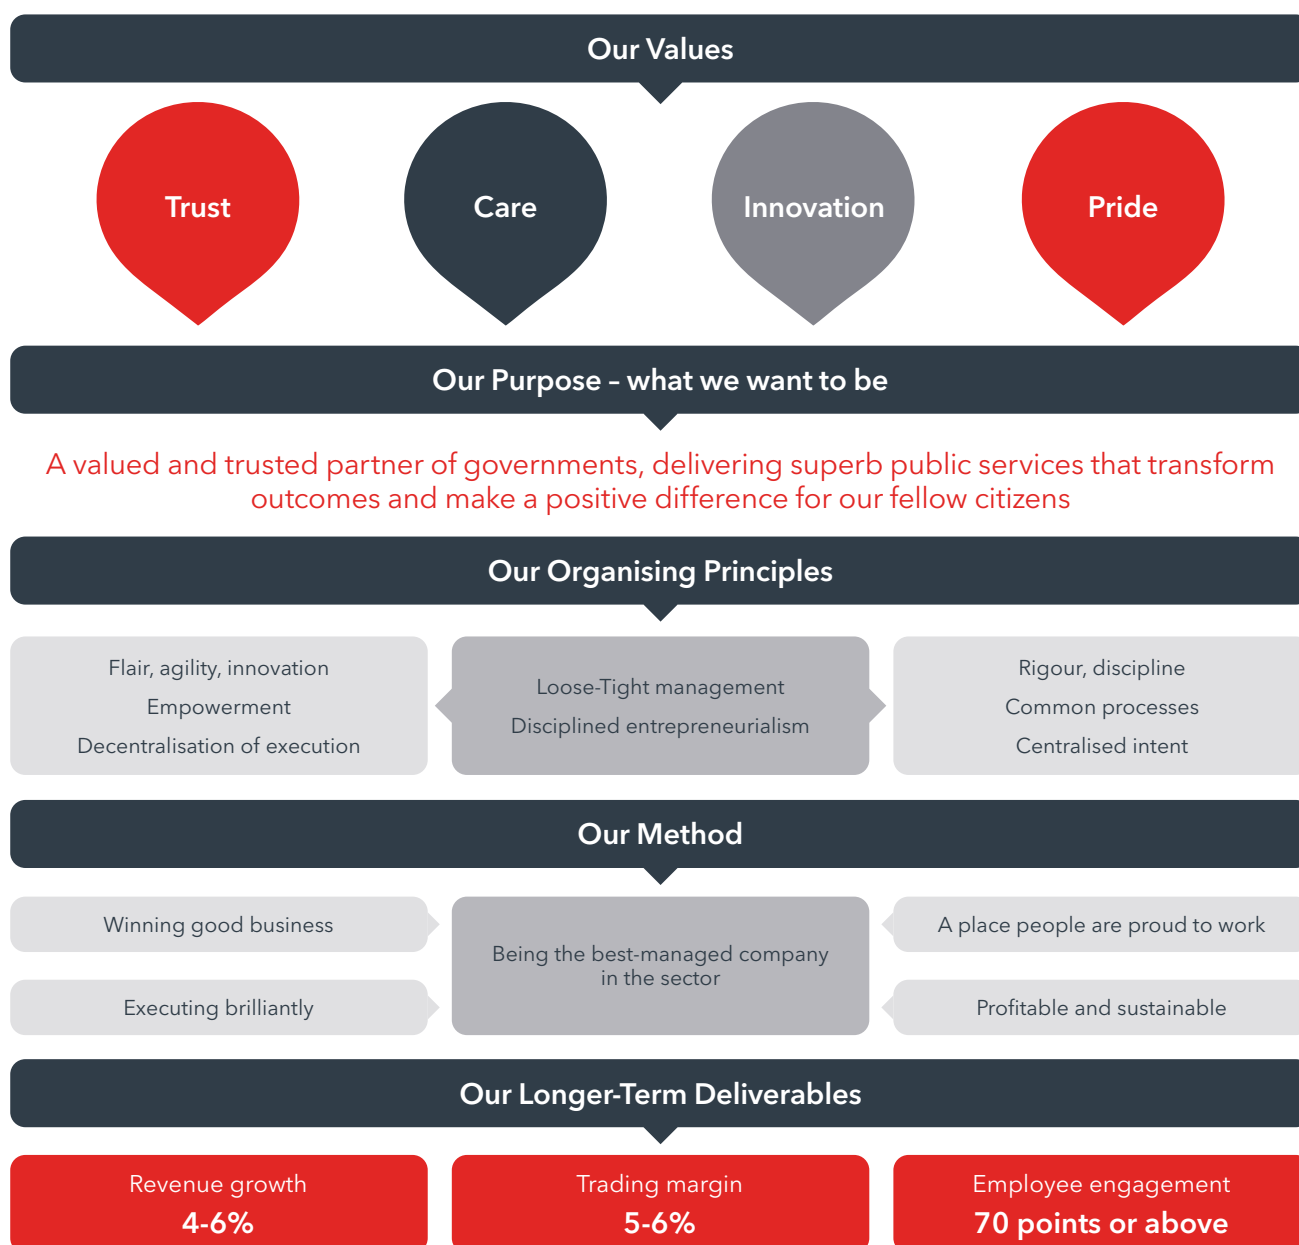 Our Values
Trust
Care
Innovation
Pride
Our Purpose – what we want to be
A valued and trusted partner of governments, delivering superb public services that transform
outcomes and make a positive difference for our fellow citizens
Our Organising Principles
Flair, agility, innovation
Empowerment
Decentralisation of execution
Loose-Tight management
Disciplined entrepreneurialism
Rigour, discipline
Common processes
Centralised intent
Our Method
Winning good business
Executing brilliantly
Being the best-managed company
in the sector
A place people are proud to work
Profitable and sustainable
Our Longer-Term Deliverables
Revenue growth
4-6%
Trading margin
5-6%
Employee engagement
70 points or above